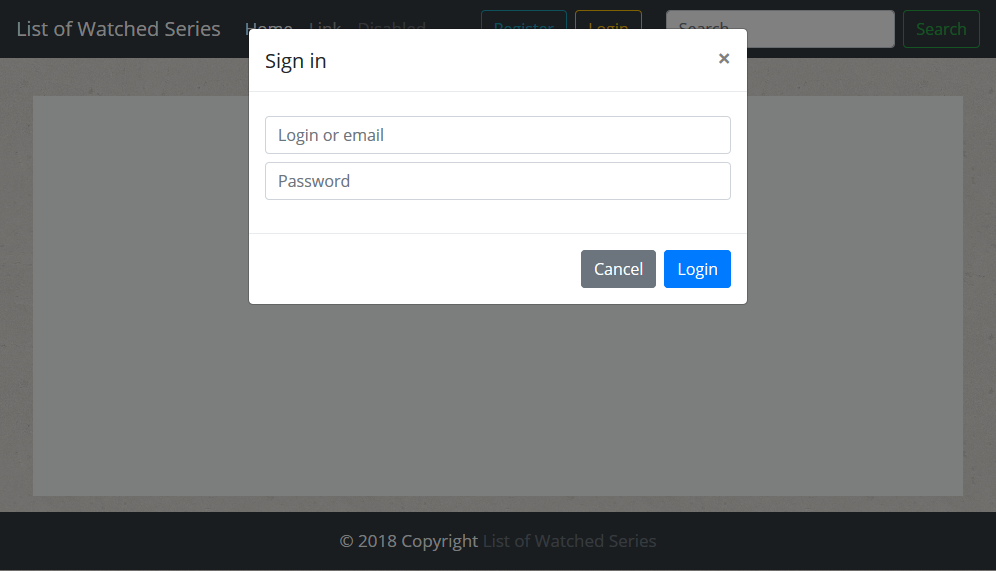 List of Watched Series Home Link Disabled Register Login Search Search
Sign in ×
Login or email
Password
Cancel Login
© 2018 Copyright List of Watched Series